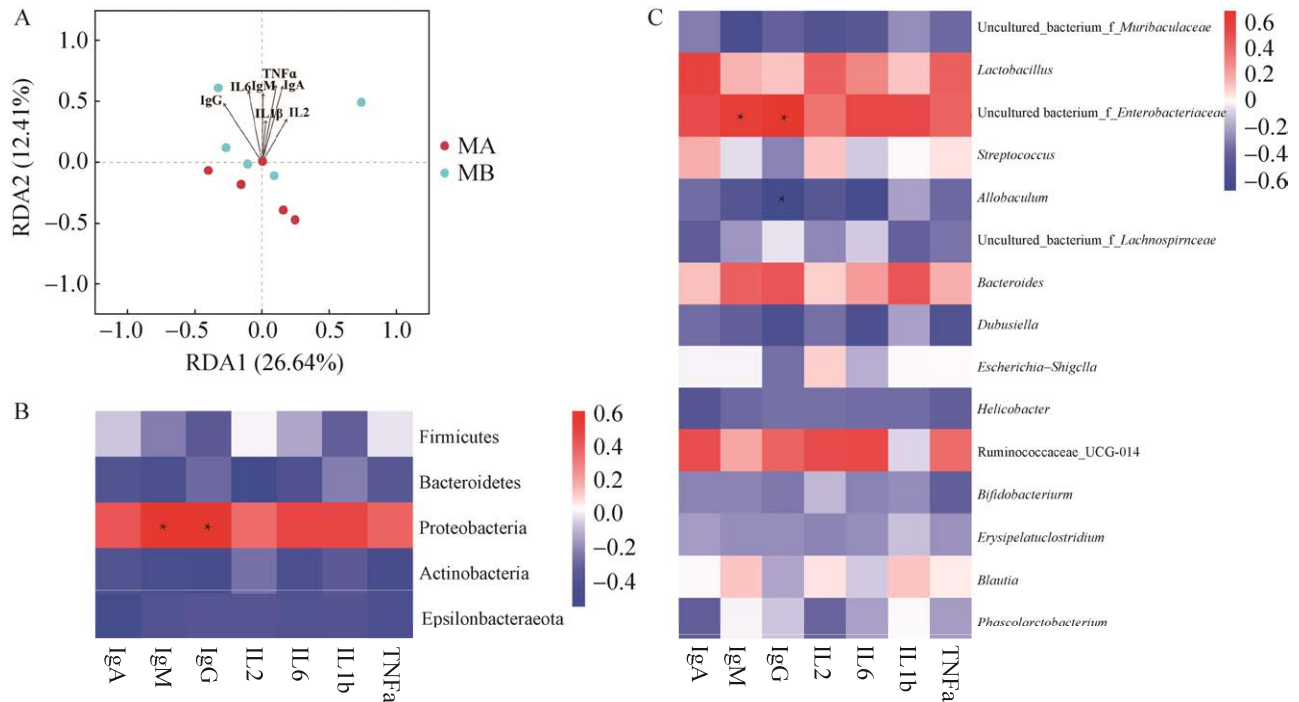 A
1.0
0.5
0.0
−0.5
−1.0
RDA2 (12.41%)
TNFα
IL6 IgM IgA
IgG
IL1β IL2
−1.0 −0.5 0.0 0.5 1.0
RDA1 (26.64%)
MA
MB
B
Firmicutes
Bacteroidetes
* * Proteobacteria
Actinobacteria
Epsilonbacteraeota
IgA IgM IgG IL2 IL6 IL1b TNFa
0.6
0.4
0.2
0.0
−0.2
−0.4
C
Uncultured_bacterium_f_Muribaculaceae
Lactobacillus
* * Uncultured bacterium_f_Enterobacteriaceae
Streptococcus
* Allobaculum
Uncultured_bacterium_f_Lachnospirnceae
Bacteroides
Dubusiella
Escherichia−Shigclla
Helicobacter
Ruminococcaceae_UCG-014
Bifidobacteriurm
Erysipelatuclostridium
Blautia
Phascolarctobacterium
IgA IgM IgG IL2 IL6 IL1b TNFa
0.6
0.4
0.2
0
−0.2
−0.4
−0.6